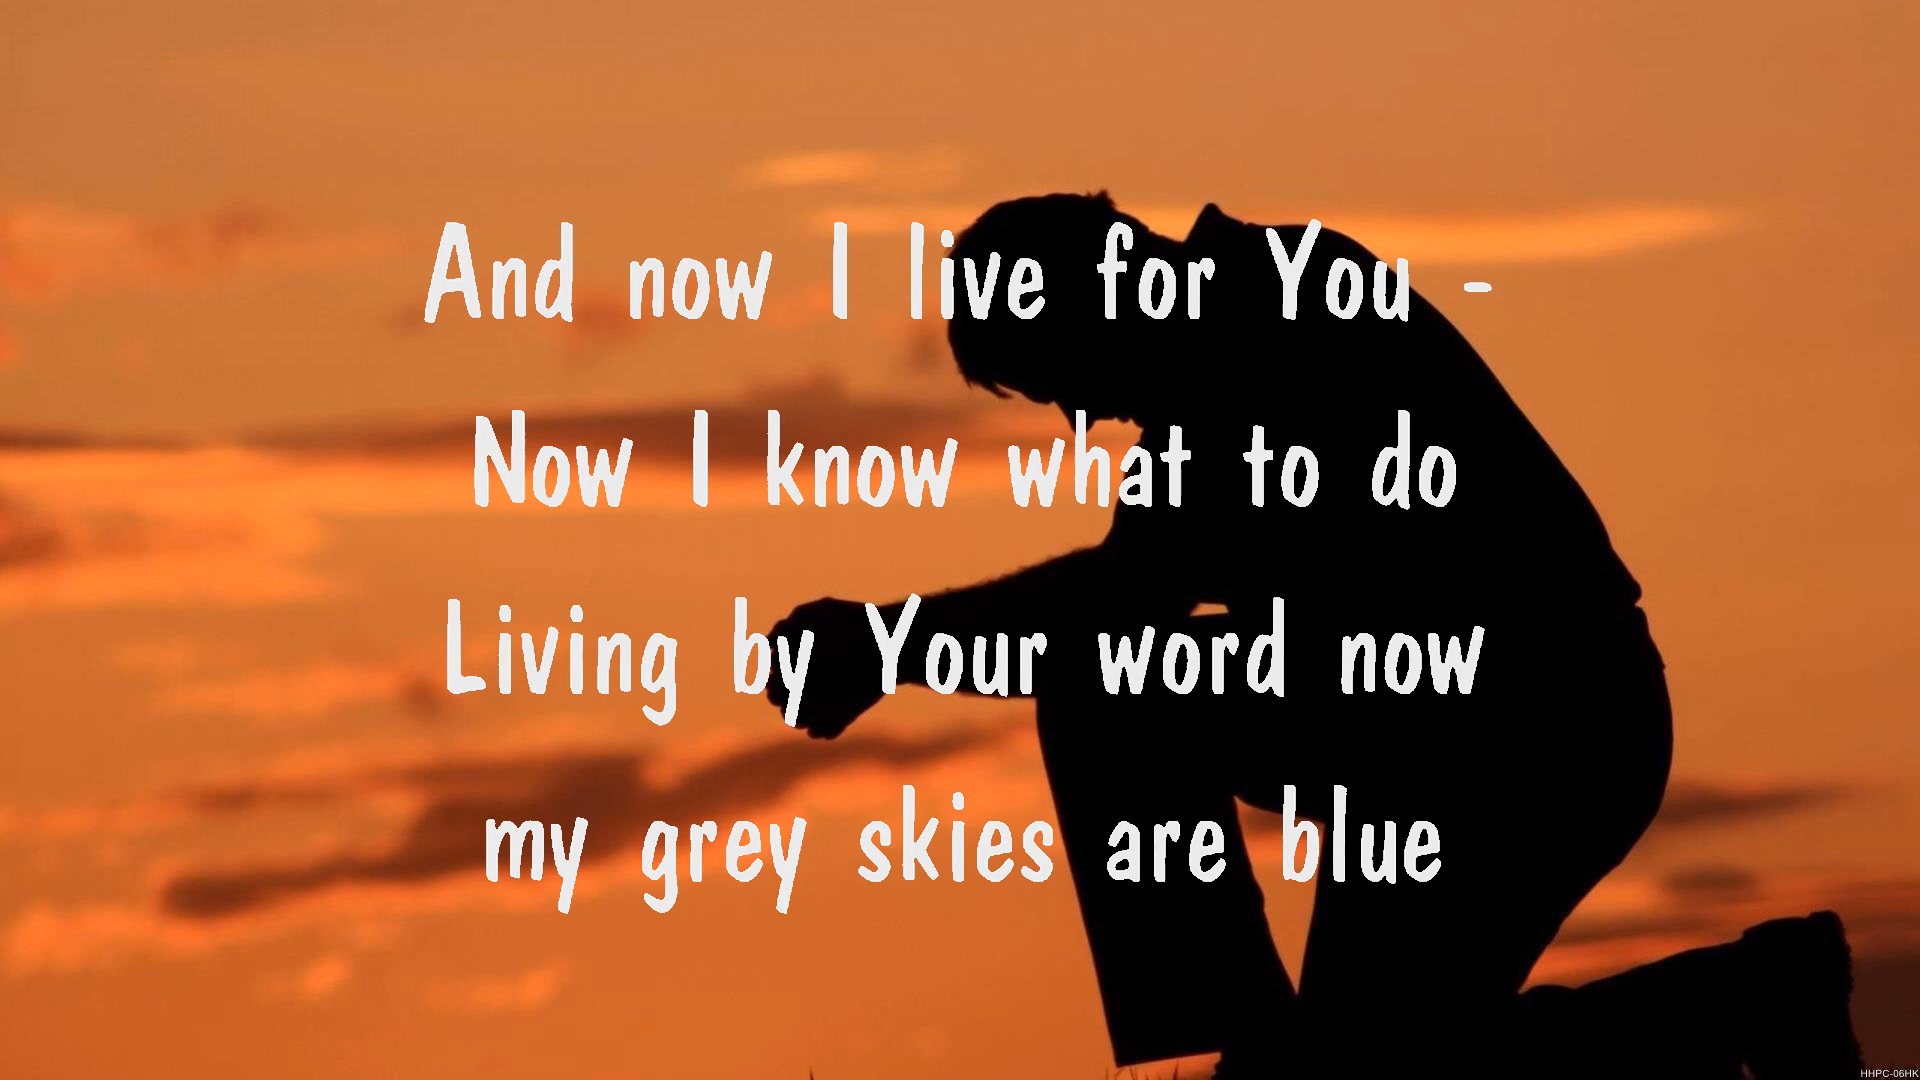 And now I live for You -
Now I know what to do
Living by Your word now
my grey skies are blue
HHPC-06HK